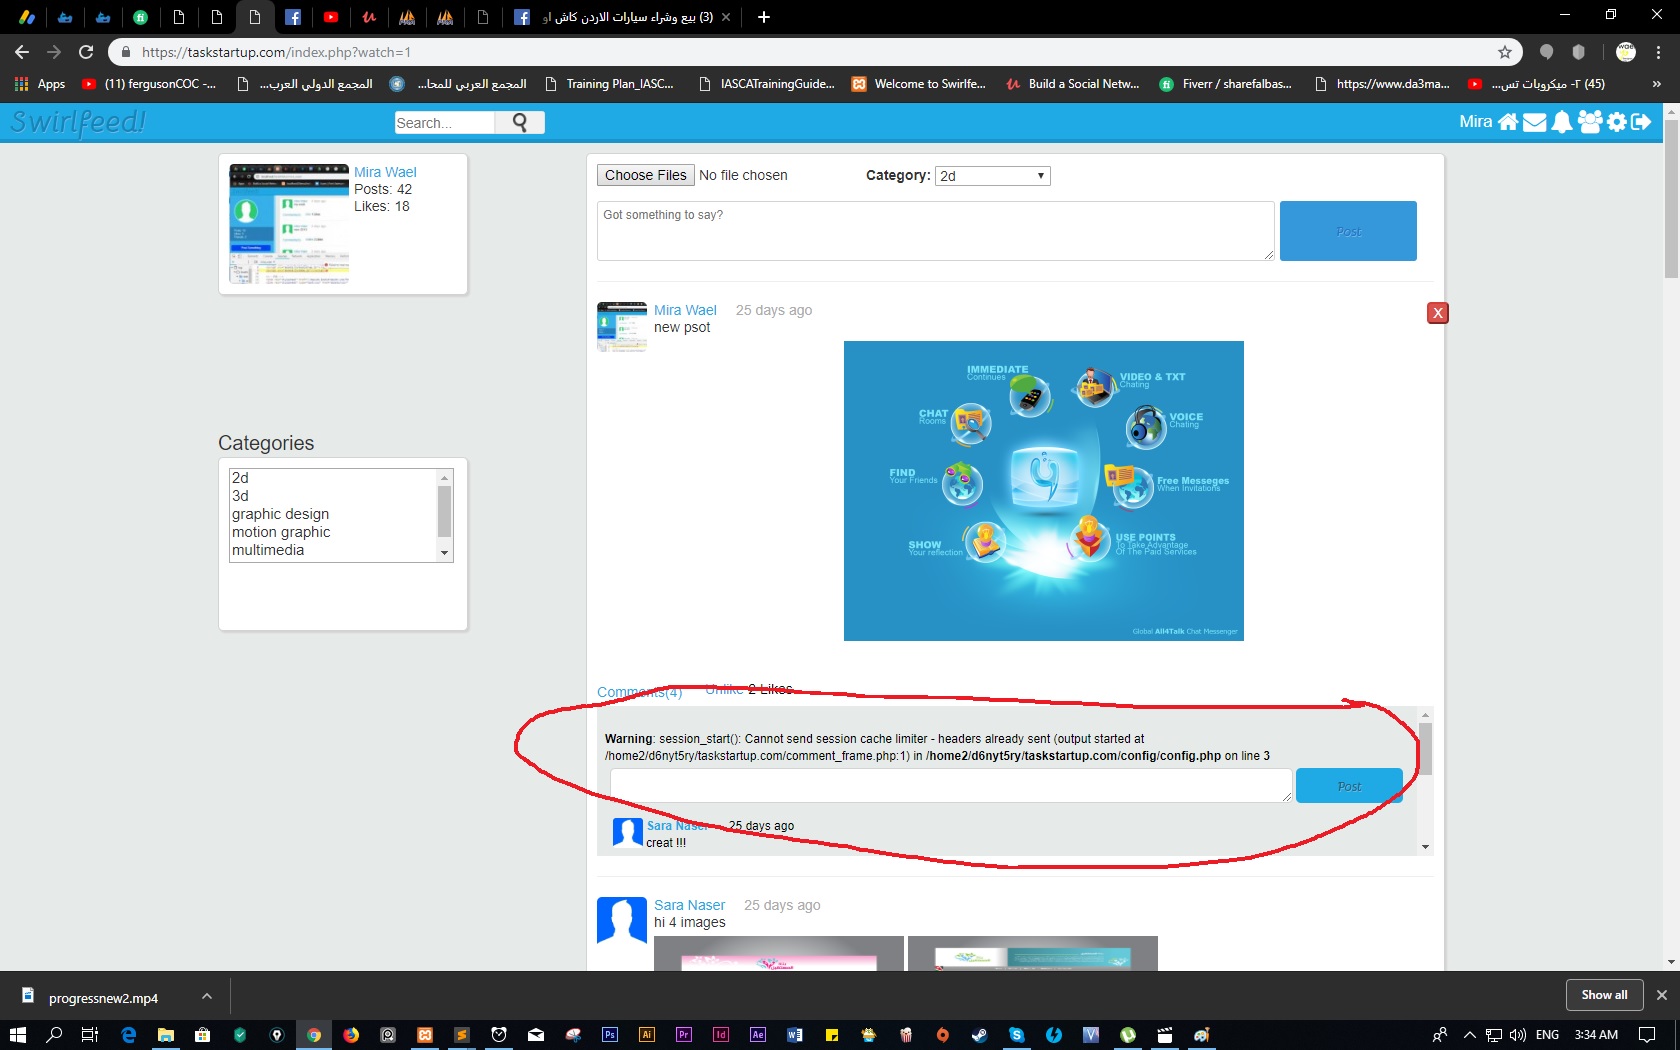 (3) بيع وشراء سيارات الاردن كاش او
https://taskstartup.com/index.php?watch=1
Apps
(11) fergusonCOC -...
المجمع الدولي العرب...
المجمع العربي للمحا...
Training Plan_IASC...
IASCATrainingGuide...
Welcome to Swirlfe...
Build a Social Netw...
Fiverr / sharefalbas...
https://www.da3ma...
(45) ٢- ميكروبات تس...
»
Swirlfeed!
Search...
Mira
Mira Wael
Posts: 42
Likes: 18
Categories
2d
3d
graphic design
motion graphic
multimedia
Choose Files No file chosen
Category: 2d
Got something to say?
Post
Mira Wael 25 days ago
new psot
X
IMMEDIATE
Continues
VIDEO & TXT
Chating
CHAT
Rooms
VOICE
Chating
FIND
Your Friends
Free Messeges
When Invitations
SHOW
Your reflection
USE POINTS
To Take Advantage
Of The Paid Services
Global All4Talk Chat Messenger
Comments(4) Unlike 2 Likes
Warning: session_start(): Cannot send session cache limiter - headers already sent (output started at
/home2/d6nyt5ry/taskstartup.com/comment_frame.php:1) in /home2/d6nyt5ry/taskstartup.com/config/config.php on line 3
Post
Sara Naser 25 days ago
creat !!!
Sara Naser 25 days ago
hi 4 images
progressnew2.mp4
Show all
Ps
Ai
Pr
Id
Ae
ENG
3:34 AM